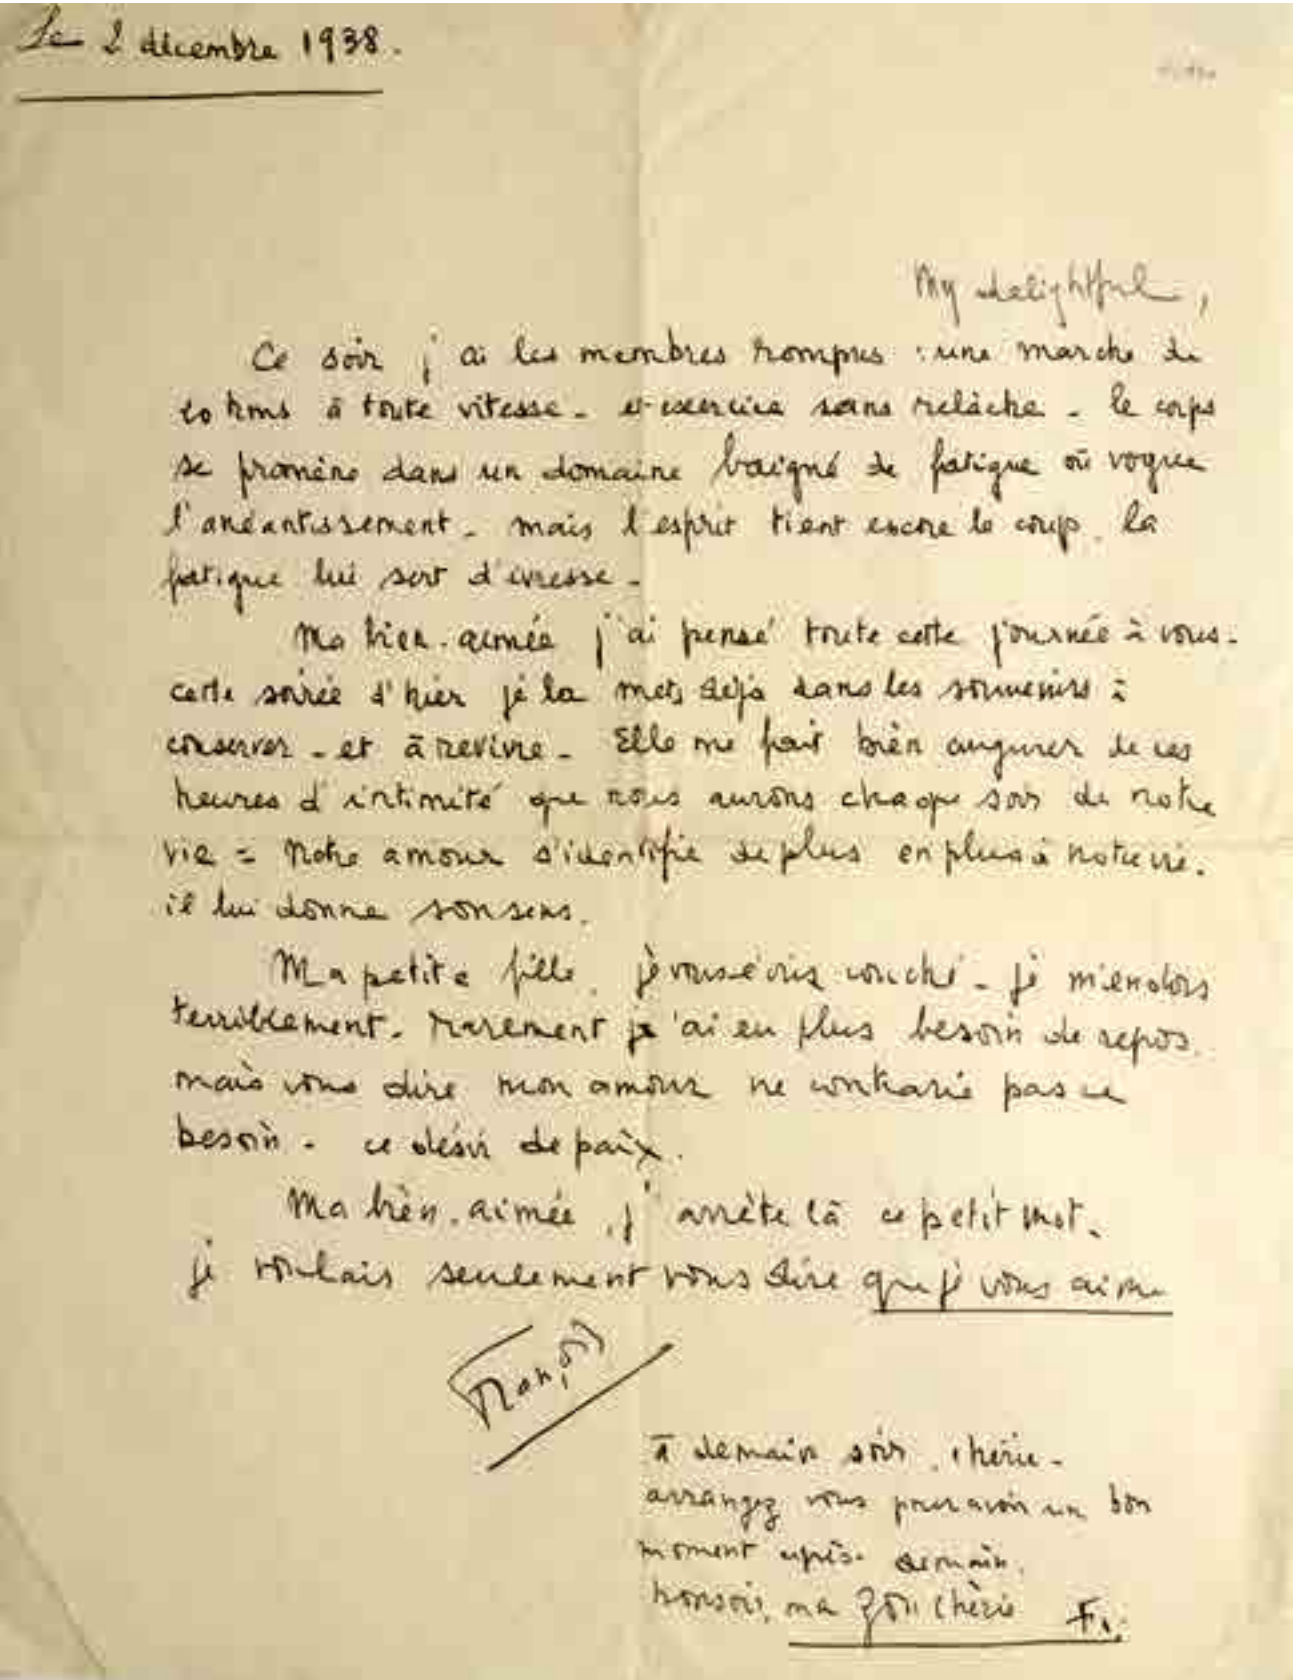 Le 2 décembre 1938.
My delightful,
Ce soir j'ai les membres rompus : une marche de
20 kms à toute vitesse - et exercice sans relâche - le corps
se promène dans un domaine baigné de fatigue où vogue
l'anéantissement - mais l'esprit tient encore le coup. la
fatigue lui sert d'ivresse -
Ma bien-aimée j'ai pensé toute cette journée à vous -
cette soirée d'hier je la mets déjà dans les souvenirs à
conserver - et à revivre - Elle me fait bien augurer de ces
heures d'intimité que nous aurons chaque soir de notre
vie = Notre amour s'identifie de plus en plus à notre vie.
il lui donne son sens.
Ma petite fille, je vous écris couché - je m'endors
terriblement - rarement je j'ai eu plus besoin de repos.
mais vous dire mon amour ne contrarie pas ce
besoin - ce désir de paix.
Ma bien-aimée, j'arrête là ce petit mot.
je voulais seulement vous dire que je vous aime
François
à demain soir, chérie -
arrangez vous pour avoir un bon
moment après-demain.
bonsoir, ma Zou chérie F.